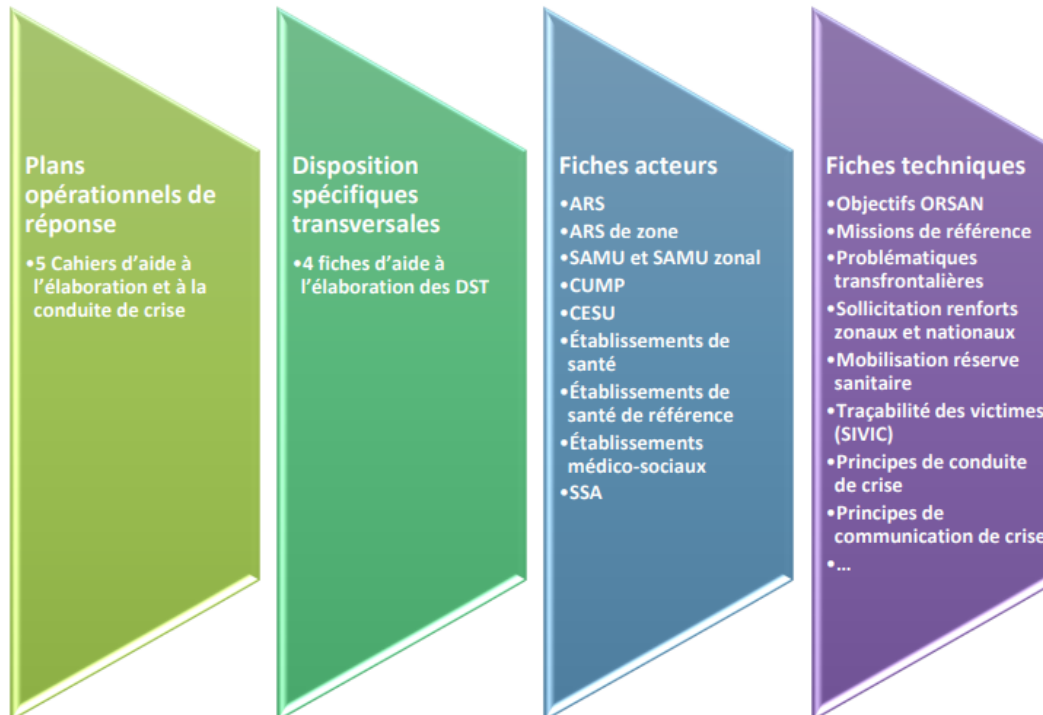 Plans
opérationnels de
réponse
•5 Cahiers d'aide à
l'élaboration et à la
conduite de crise
Disposition
spécifiques
transversales
•4 fiches d'aide à
l'élaboration des DST
Fiches acteurs
•ARS
•ARS de zone
•SAMU et SAMU zonal
•CUMP
•CESU
•Établissements de
santé
•Établissements de
santé de référence
•Établissements
médico-sociaux
•SSA
Fiches techniques
•Objectifs ORSAN
•Missions de référence
•Problématiques
transfrontalières
•Sollicitation renforts
zonaux et nationaux
•Mobilisation réserve
sanitaire
•Traçabilité des victimes
(SIVIC)
•Principes de conduite
de crise
•Principes de
communication de crise
•...